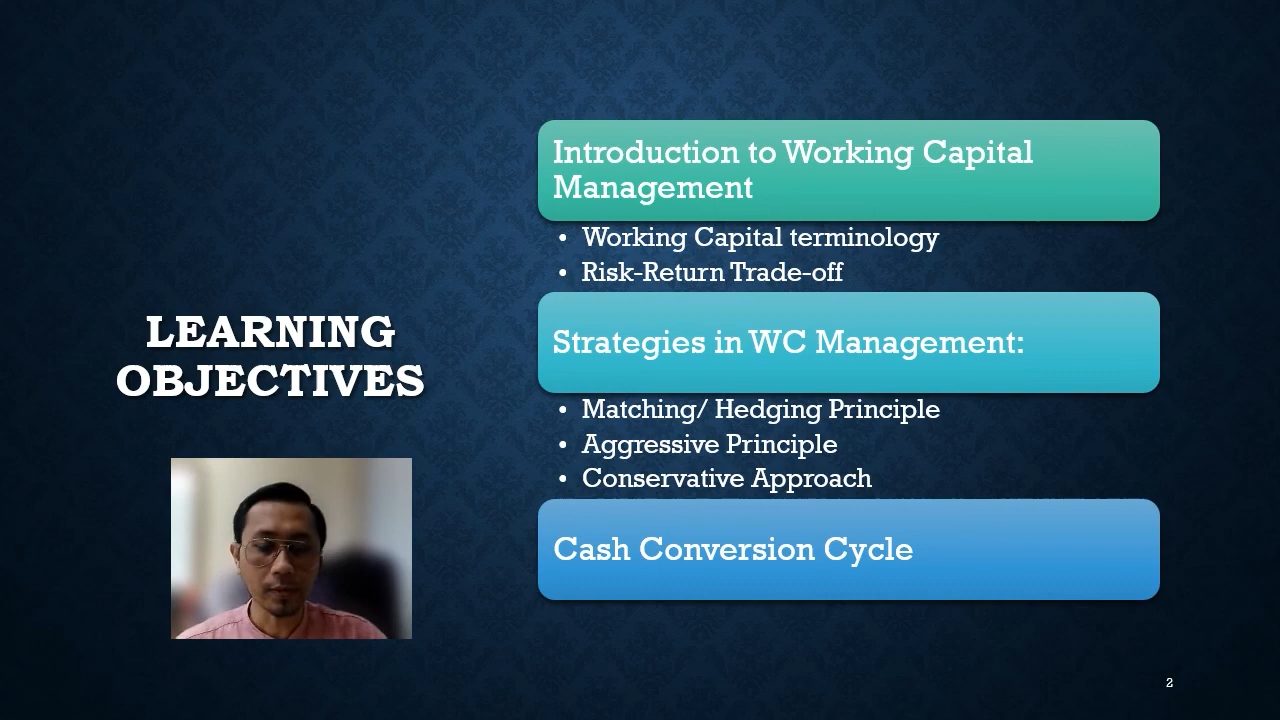 LEARNING
OBJECTIVES
Introduction to Working Capital
Management
• Working Capital terminology
• Risk-Return Trade-off
Strategies in WC Management:
• Matching/ Hedging Principle
• Aggressive Principle
• Conservative Approach
Cash Conversion Cycle
2